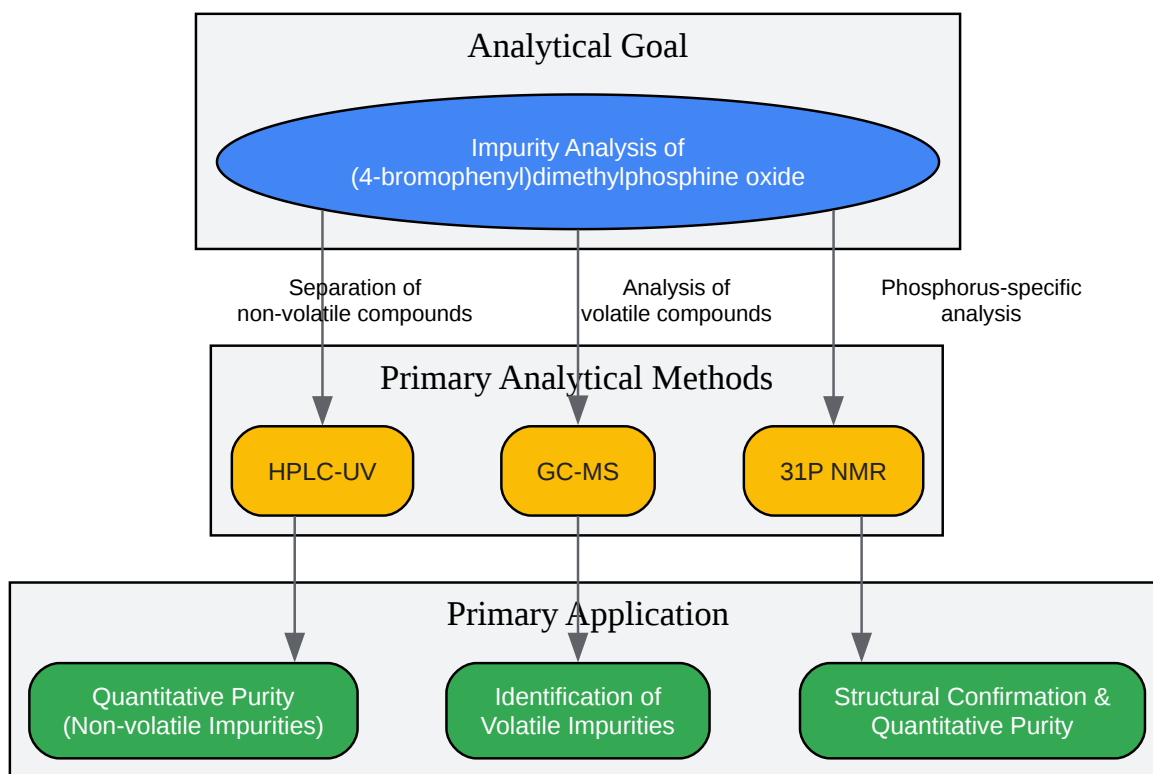 Analytical Goal
Impurity Analysis of
(4-bromophenyl)dimethylphosphine oxide
Separation of
non-volatile compounds
Analysis of
volatile compounds
Phosphorus-specific
analysis
Primary Analytical Methods
HPLC-UV
GC-MS
31P NMR
Primary Application
Quantitative Purity
(Non-volatile Impurities)
Identification of
Volatile Impurities
Structural Confirmation &
Quantitative Purity